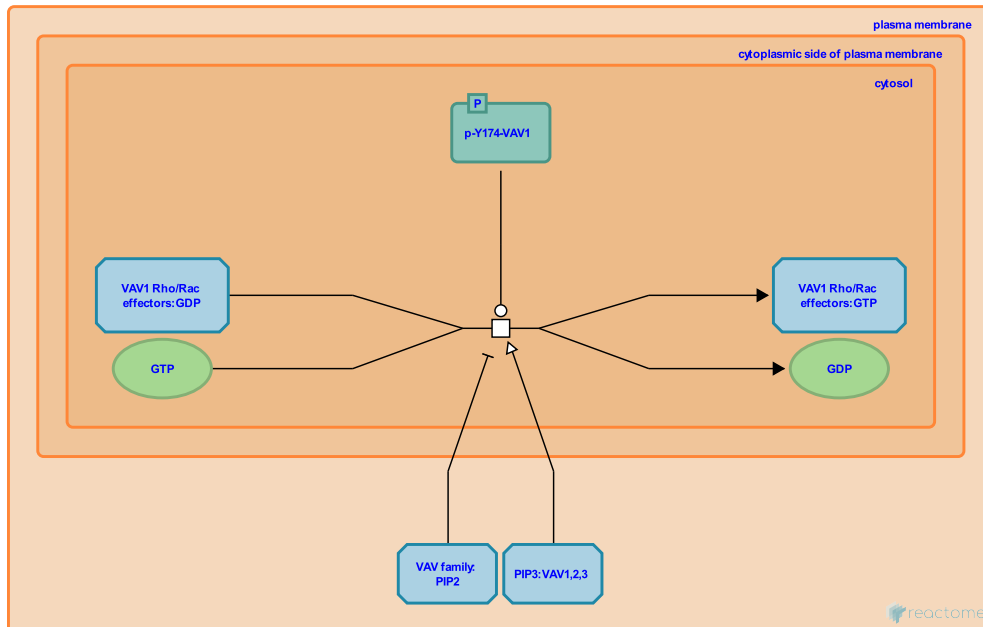 plasma membrane
cytoplasmic side of plasma membrane
cytosol
P
p-Y174-VAV1
VAV1 Rho/Rac
effectors:GDP
VAV1 Rho/Rac
effectors:GTP
GTP
GDP
VAV family:
PIP2
PIP3:VAV1,2,3
reactome